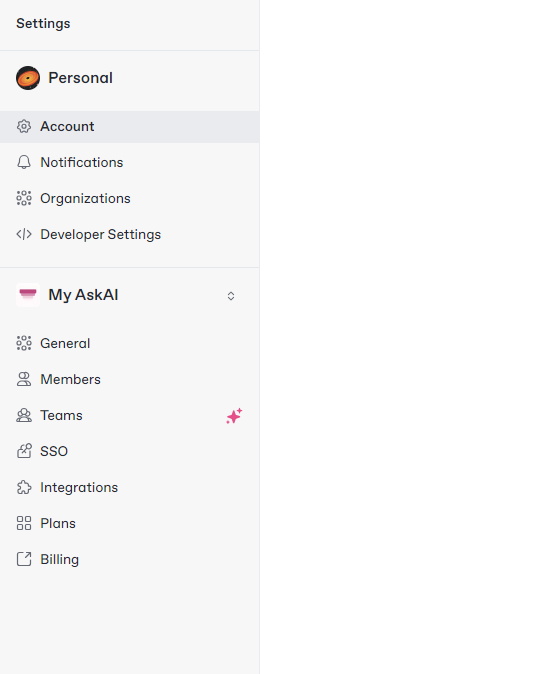 Settings
Personal
Account
Notifications
Organizations
Developer Settings
My AskAI
General
Members
Teams
SSO
Integrations
Plans
Billing